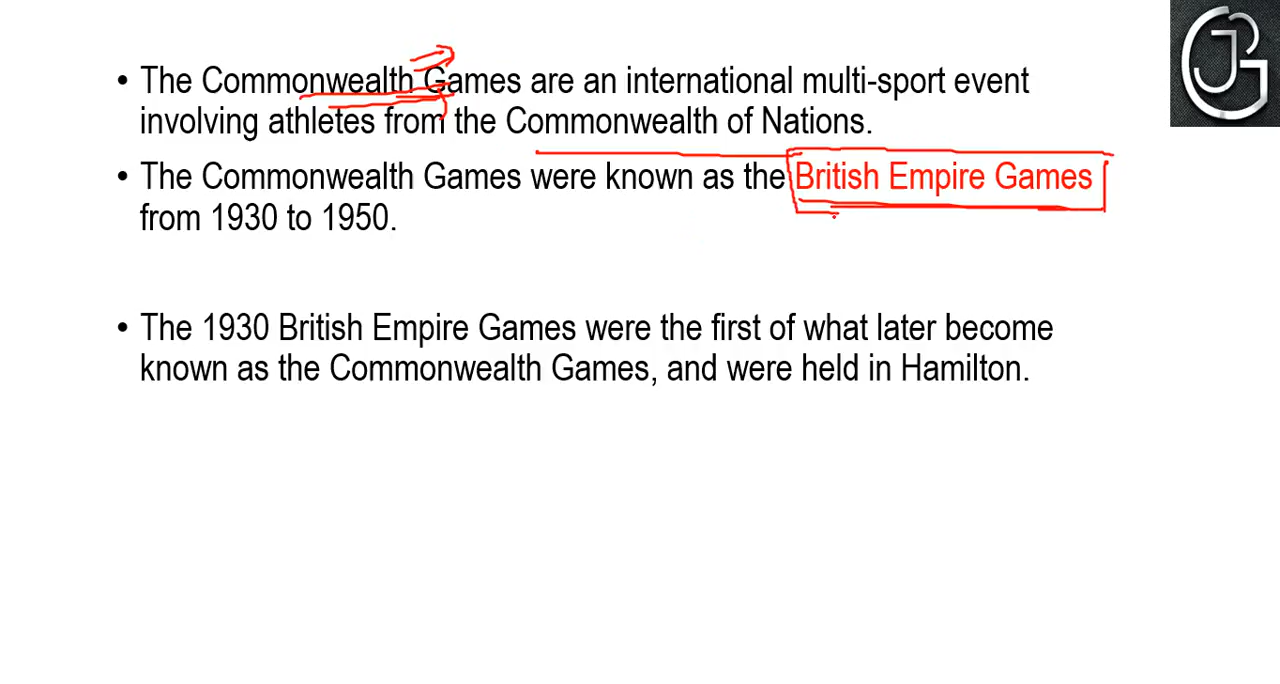 • The Commonwealth Games are an international multi-sport event
involving athletes from the Commonwealth of Nations.
• The Commonwealth Games were known as the British Empire Games
from 1930 to 1950.
• The 1930 British Empire Games were the first of what later become
known as the Commonwealth Games, and were held in Hamilton.